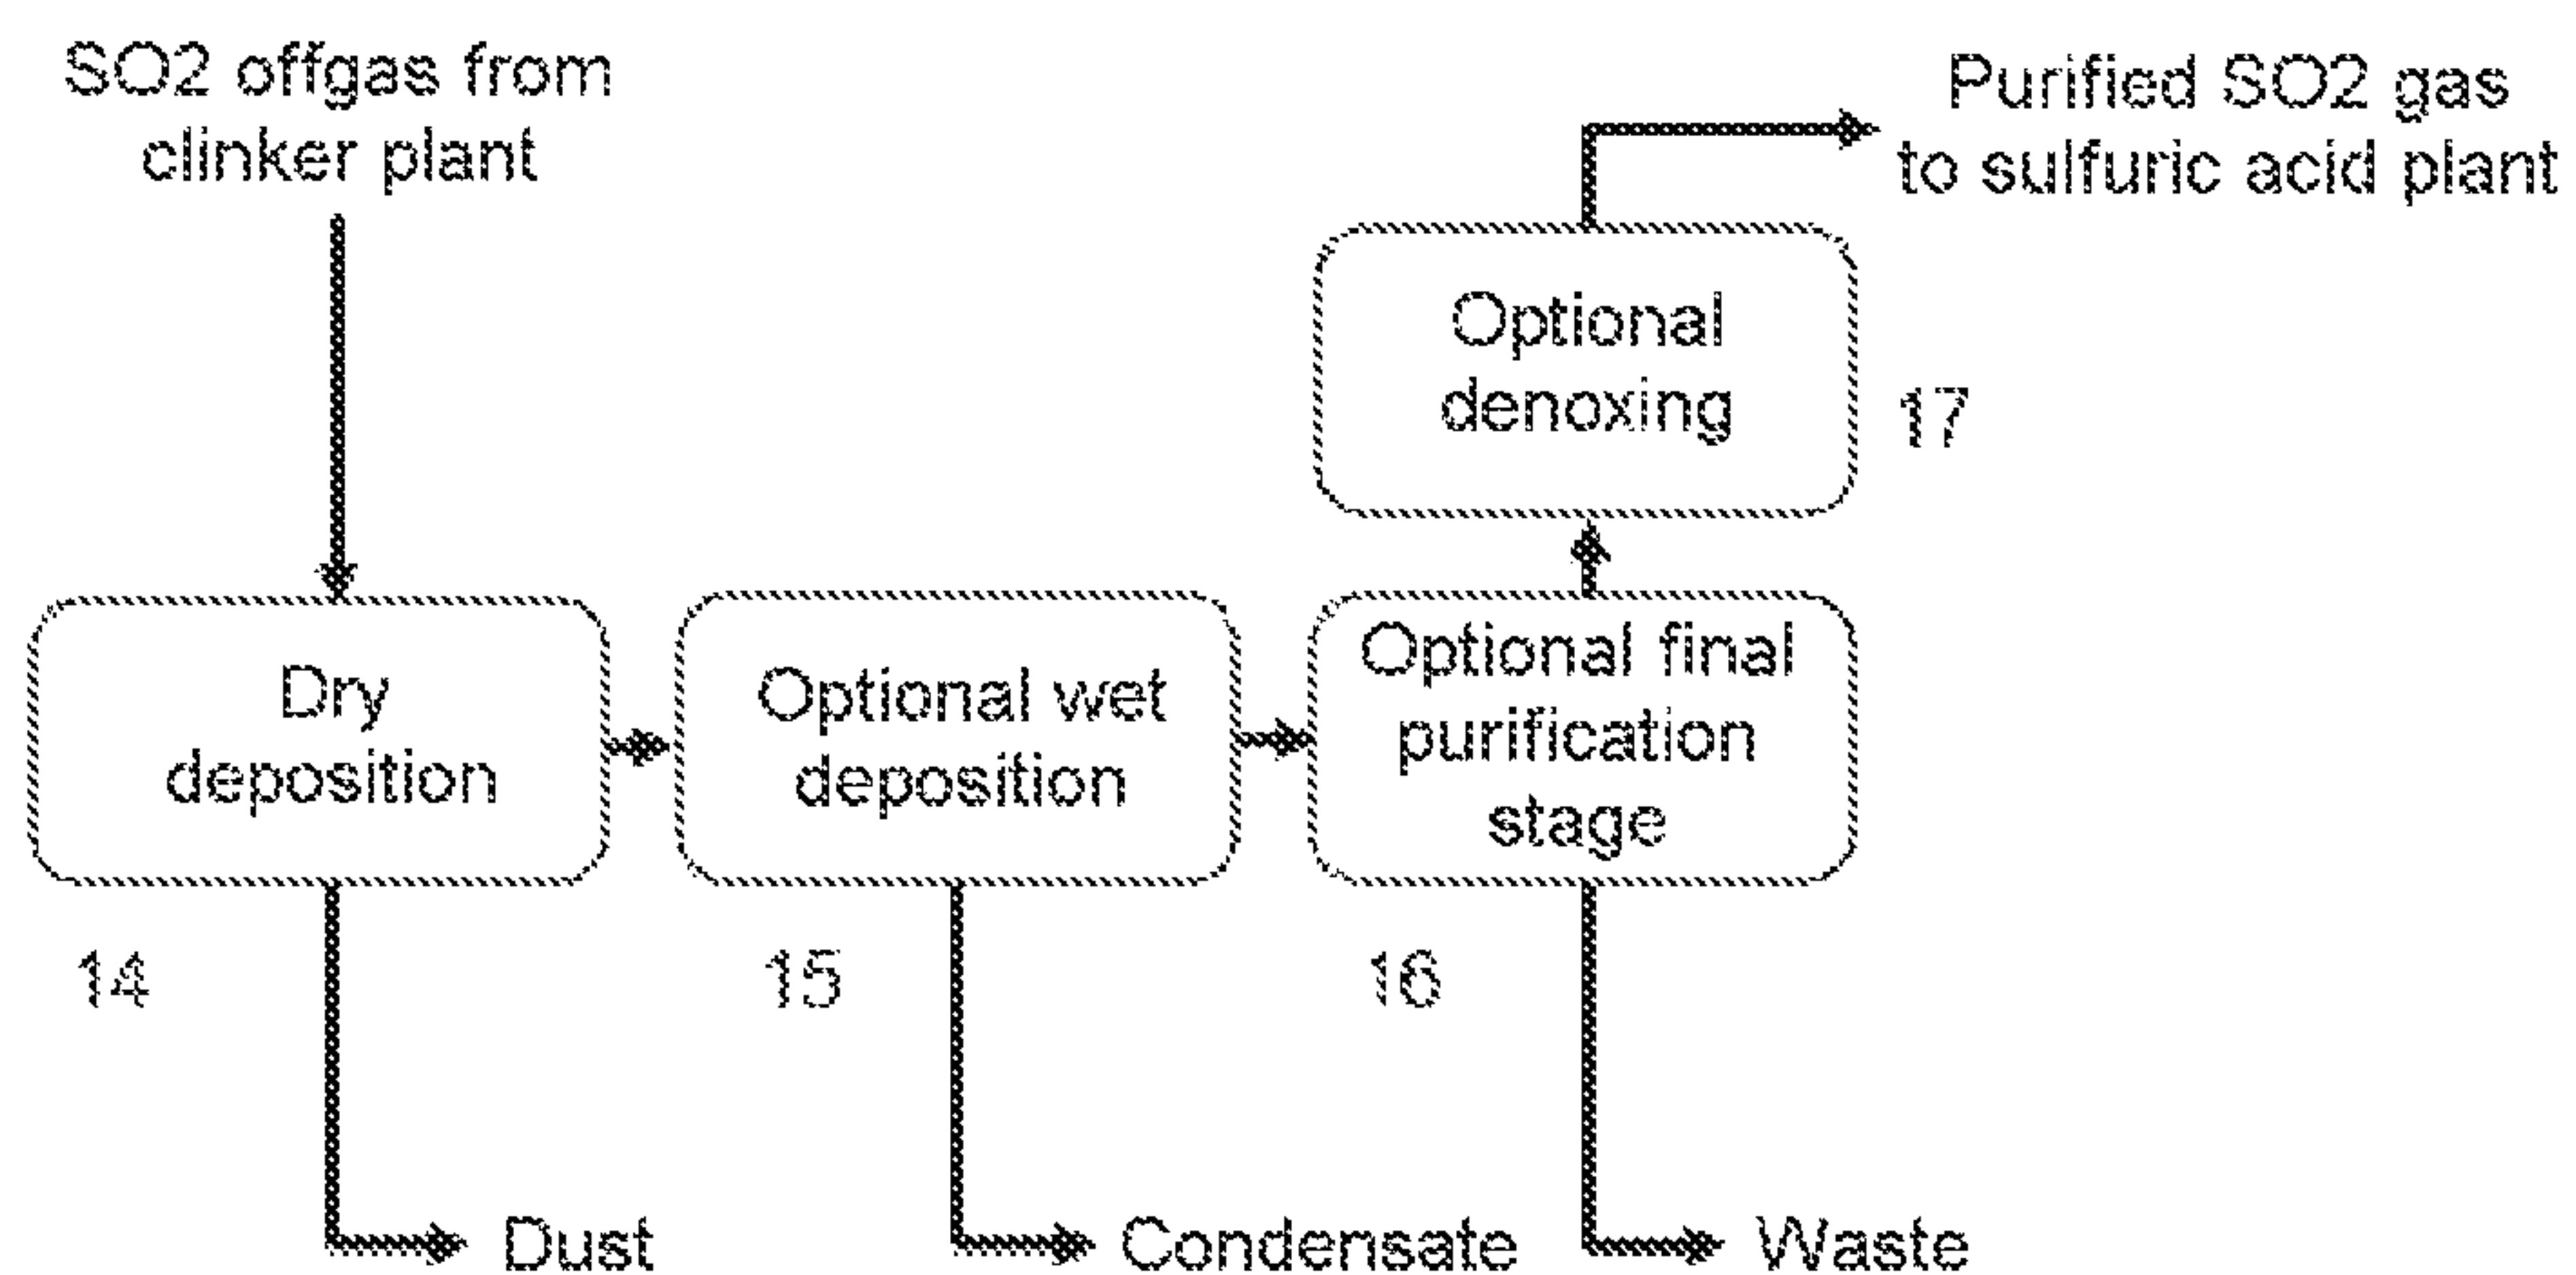 SO2 offgas from
clinker plant
Purified SO2 gas
to sulfuric acid plant
Optional
denoxing
17
Dry
deposition
Optional wet
deposition
Optional final
purification
stage
14
15
16
Dust
Condensate
Waste